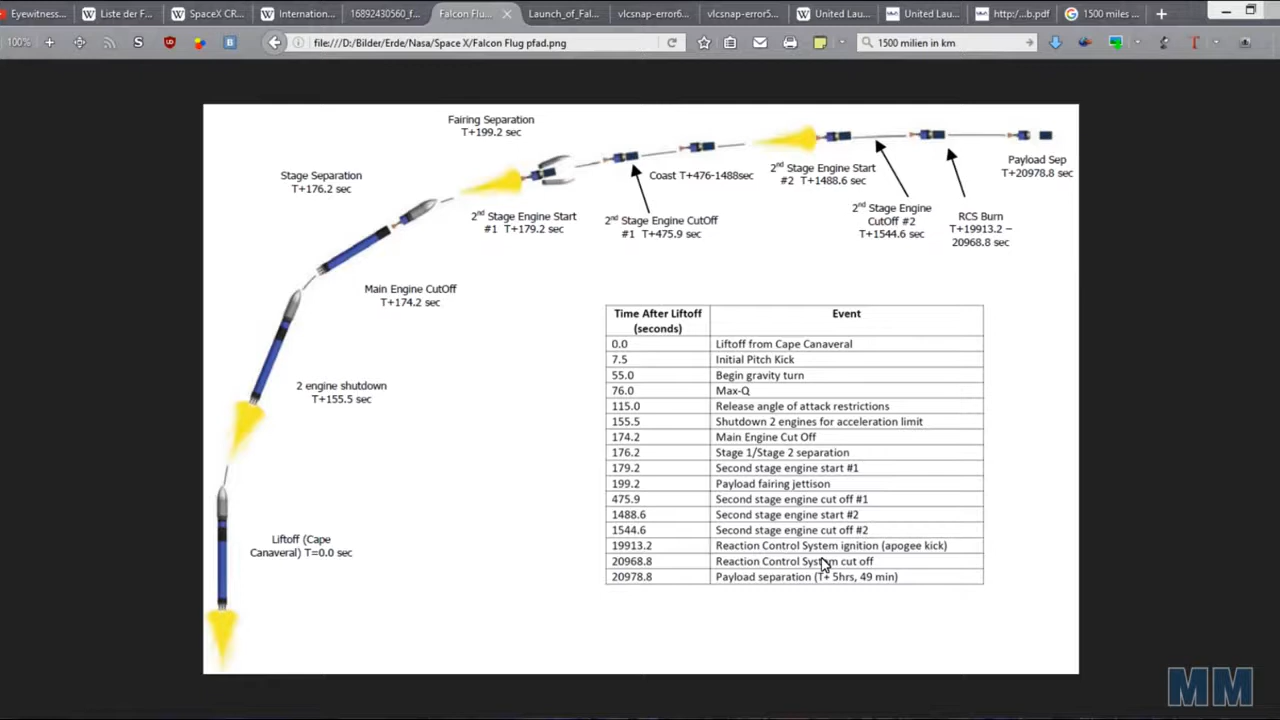 Eyewitness...
Liste der F...
SpaceX CR...
Internation...
16892430560_f...
Falcon Flu...
Launch_of_Fal...
vlcsnap-error6...
vlcsnap-error5...
United Lau...
United Lau...
http:/...b.pdf
1500 miles ...
100%
S
B
file:///D:/Bilder/Erde/Nasa/Space X/Falcon Flug pfad.png
1500 milien in km
T
Fairing Separation
T+199.2 sec
Stage Separation
T+176.2 sec
2nd Stage Engine Start
#1 T+179.2 sec
2nd Stage Engine CutOff
#1 T+475.9 sec
Coast T+476-1488sec
2nd Stage Engine Start
#2 T+1488.6 sec
2nd Stage Engine
CutOff #2
T+1544.6 sec
RCS Burn
T+19913.2 –
20968.8 sec
Payload Sep
T+20978.8 sec
Main Engine CutOff
T+174.2 sec
2 engine shutdown
T+155.5 sec
Liftoff (Cape
Canaveral) T=0.0 sec
Time After Liftoff
(seconds)
Event
0.0 Liftoff from Cape Canaveral
7.5 Initial Pitch Kick
55.0 Begin gravity turn
76.0 Max-Q
115.0 Release angle of attack restrictions
155.5 Shutdown 2 engines for acceleration limit
174.2 Main Engine Cut Off
176.2 Stage 1/Stage 2 separation
179.2 Second stage engine start #1
199.2 Payload fairing jettison
475.9 Second stage engine cut off #1
1488.6 Second stage engine start #2
1544.6 Second stage engine cut off #2
19913.2 Reaction Control System ignition (apogee kick)
20968.8 Reaction Control System cut off
20978.8 Payload separation (T+ 5hrs, 49 min)
MM